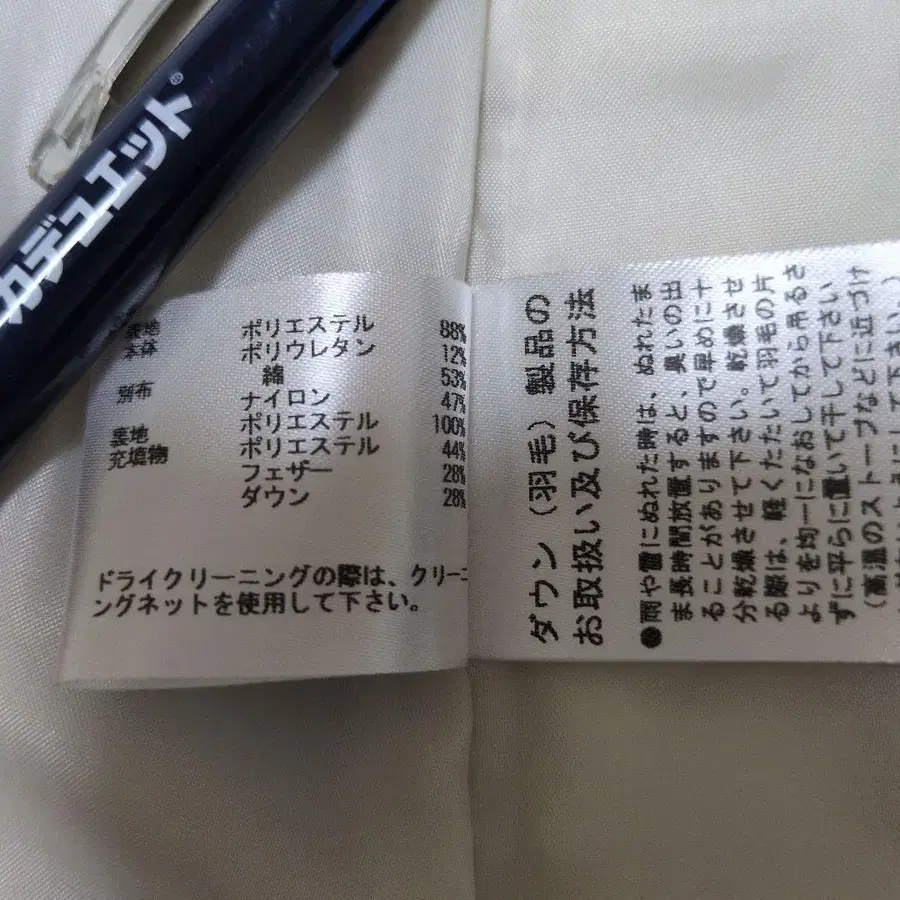 カデュエット®
表地 ポリエステル 88%
本体 ポリウレタン 12%
綿 53%
別布 ナイロン 47%
裏地 ポリエステル 100%
充填物 ポリエステル 44%
フェザー 28%
ダウン 28%
ドライクリーニングの際は、クリーニ
ングネットを使用して下さい。
ダウン(羽毛)製品の
お取扱い及び保存方法
●雨や雪にぬれた時は、ぬれたま
ま長時間放置すると、臭いの出
ることがありますので早めに十
分乾燥させて下さい。乾燥させ
る際は、軽くたたいて羽毛の片
よりを均一になおしてから吊るさ
ずに平らに置いて干して下さい
(高温のストーブなどに近づけ